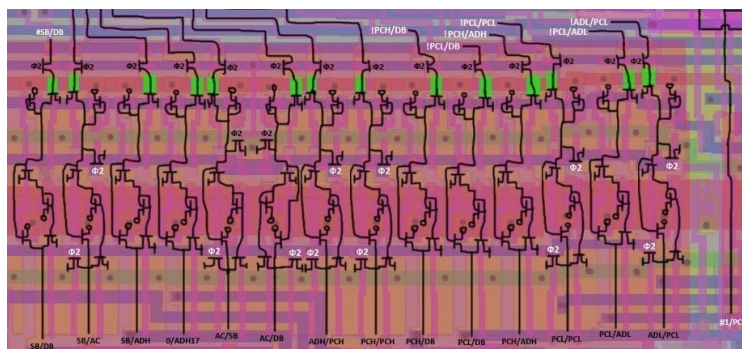 !ADL/PCL
!PCL/PCL
#SB/DB
!PCH/DB
!PCL/ADL
!PCH/ADH
!PCL/DB
Φ2 Φ2 Φ2 Φ2 Φ2 Φ2 Φ2 Φ2 Φ2 Φ2 Φ2 Φ2 Φ2 Φ2
Φ2 Φ2
Φ2 Φ2 Φ2 Φ2 Φ2
Φ2 Φ2 Φ2 Φ2 Φ2 Φ2
#1/PC
SB/DB
SB/AC
SB/ADH
0/ADH17
AC/SB
AC/DB
ADH/PCH
PCH/PCH
PCH/DB
PCL/DB
PCH/ADH
PCL/PCL
PCL/ADL
ADL/PCL